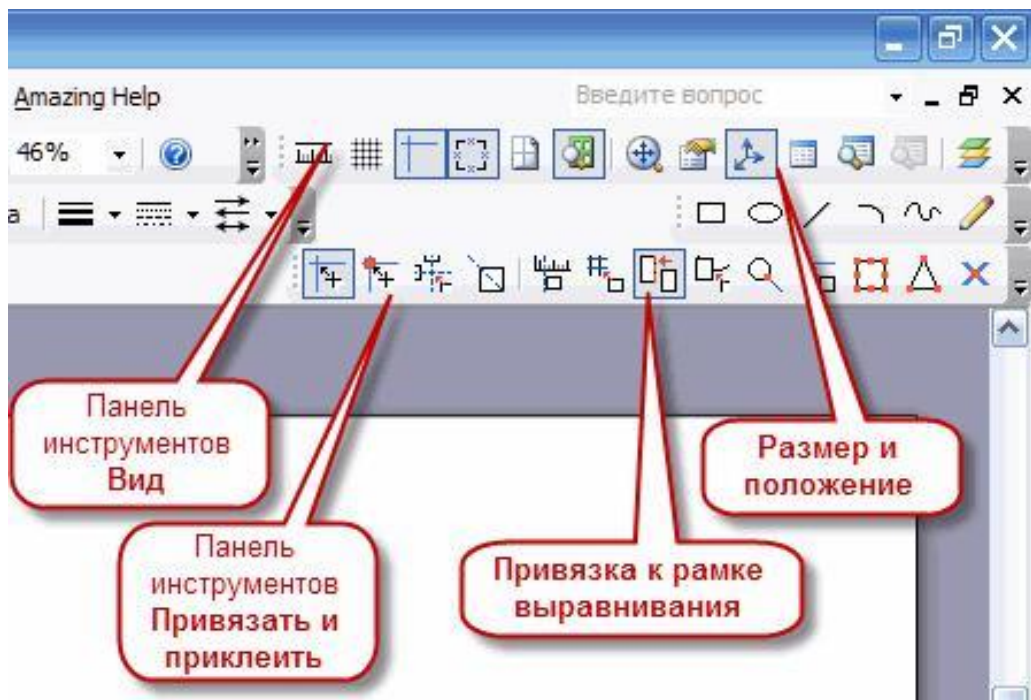 Amazing Help
Введите вопрос
46%
а
Панель
инструментов
Вид
Размер и
положение
Панель
инструментов
Привязать и
приклеить
Привязка к рамке
выравнивания